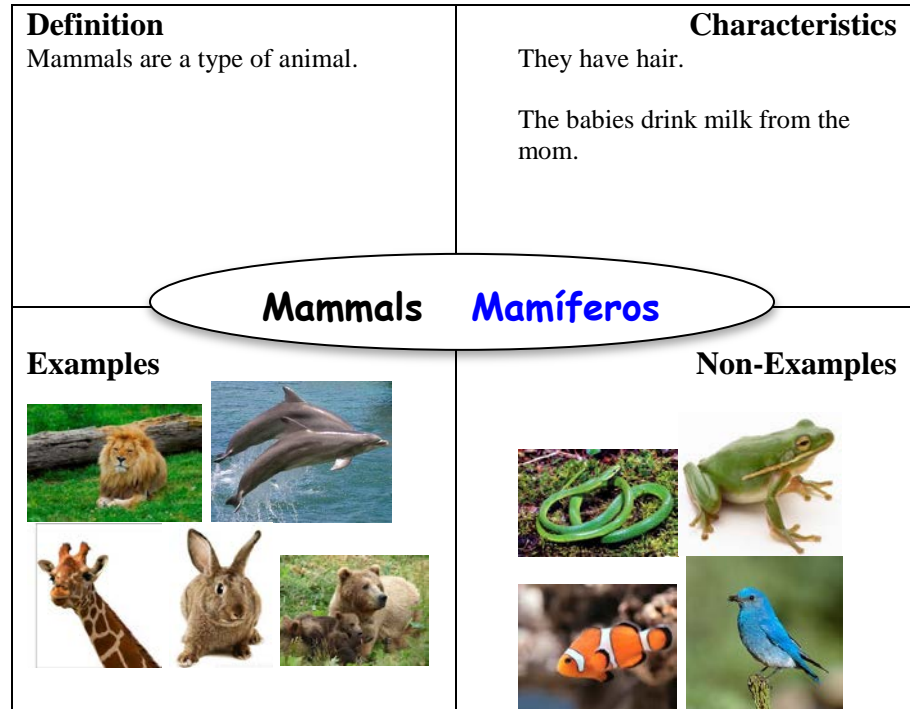 Definition
Mammals are a type of animal.
Characteristics
They have hair.
The babies drink milk from the
mom.
Mammals Mamíferos
Examples
Non-Examples